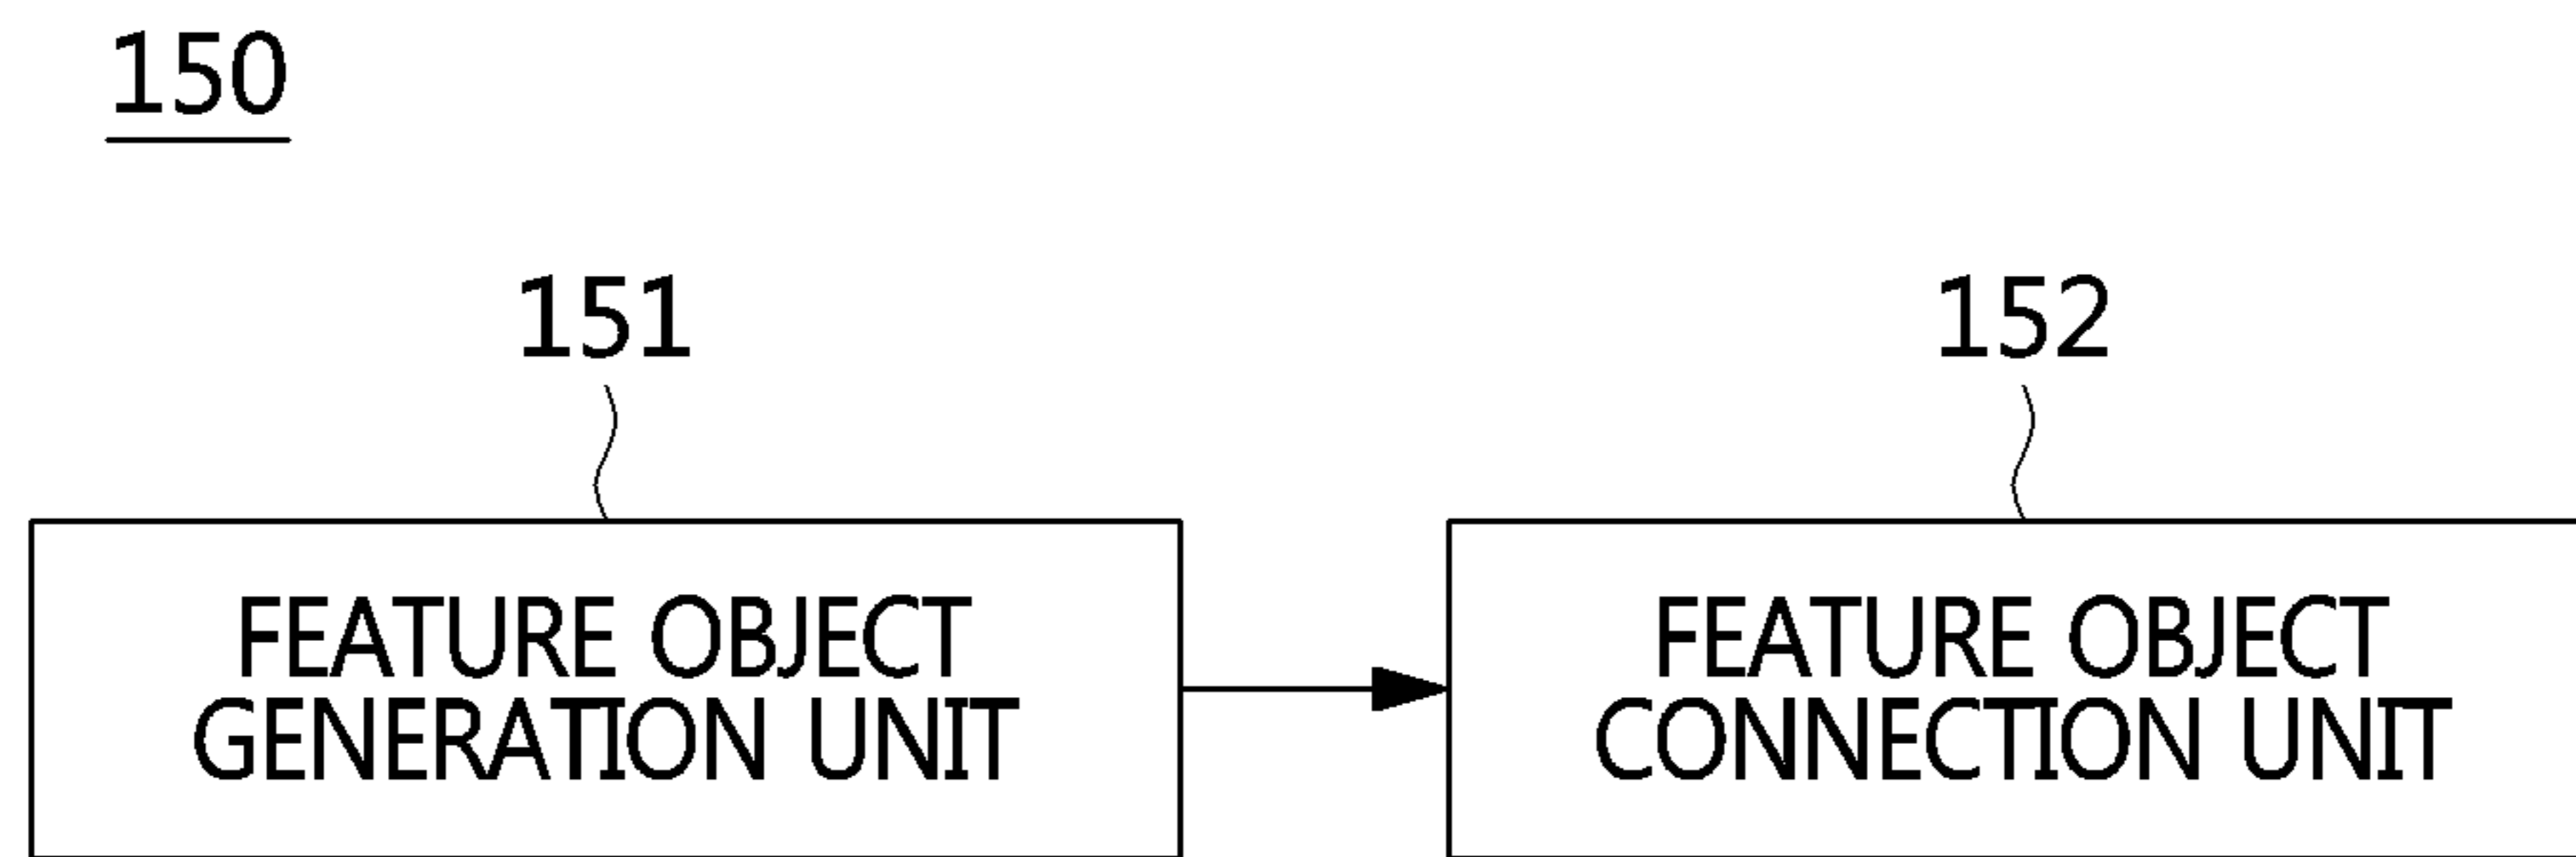 150
151
152
FEATURE OBJECT
GENERATION UNIT
FEATURE OBJECT
CONNECTION UNIT